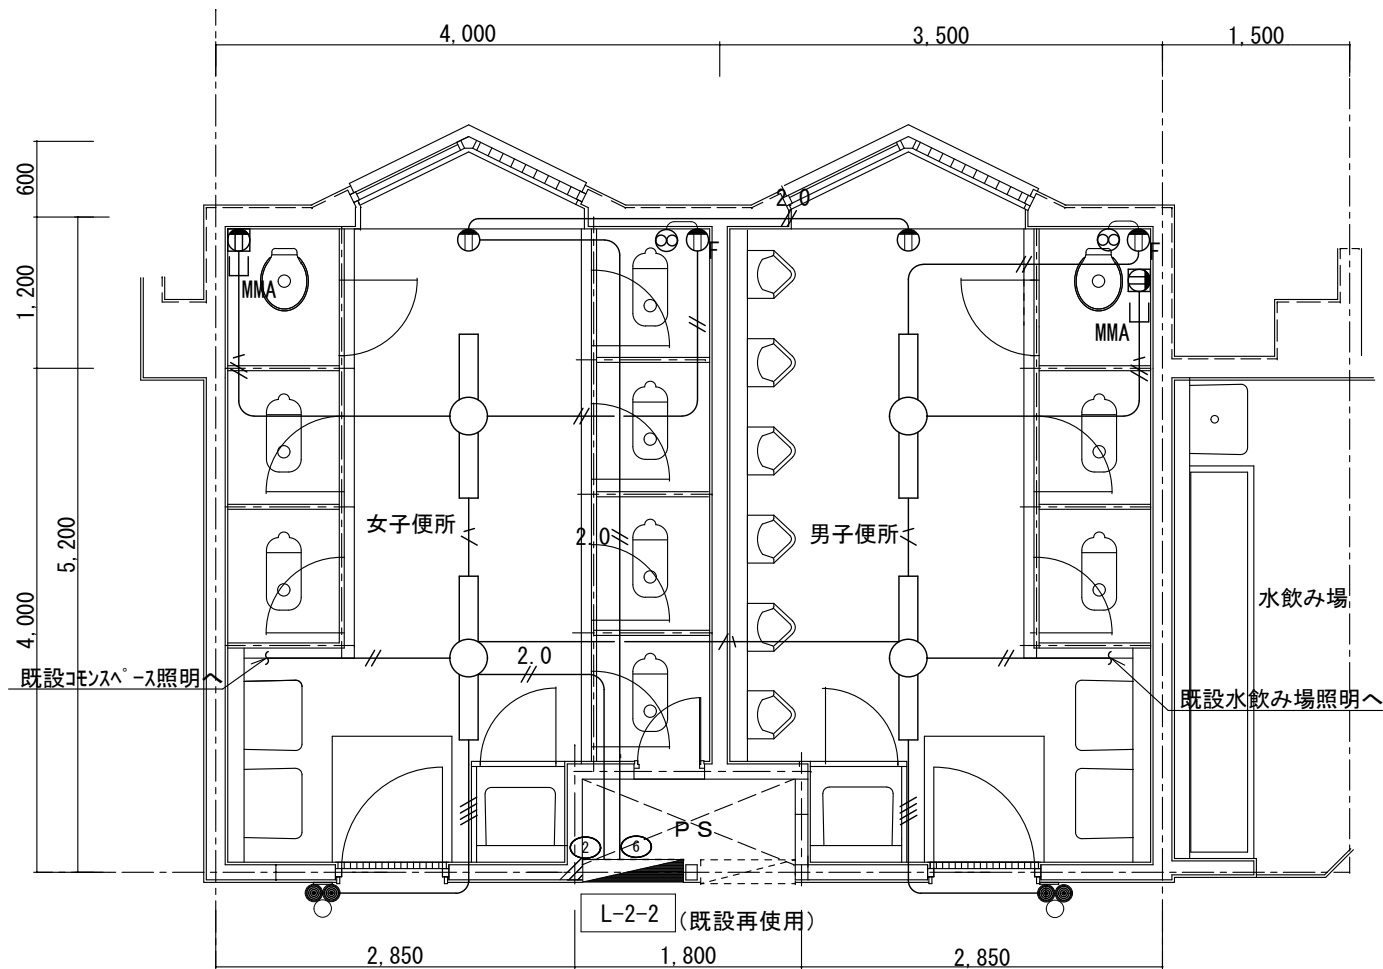 4,000
3,500
1,500
600
1,200
5,200
4,000
2.0
F
F
MMA
MMA
女子便所
2.0
男子便所
水飲み場
2.0
既設コモンスペース照明へ
既設水飲み場照明へ
PS
2
6
L-2-2
(既設再使用)
2,850
1,800
2,850